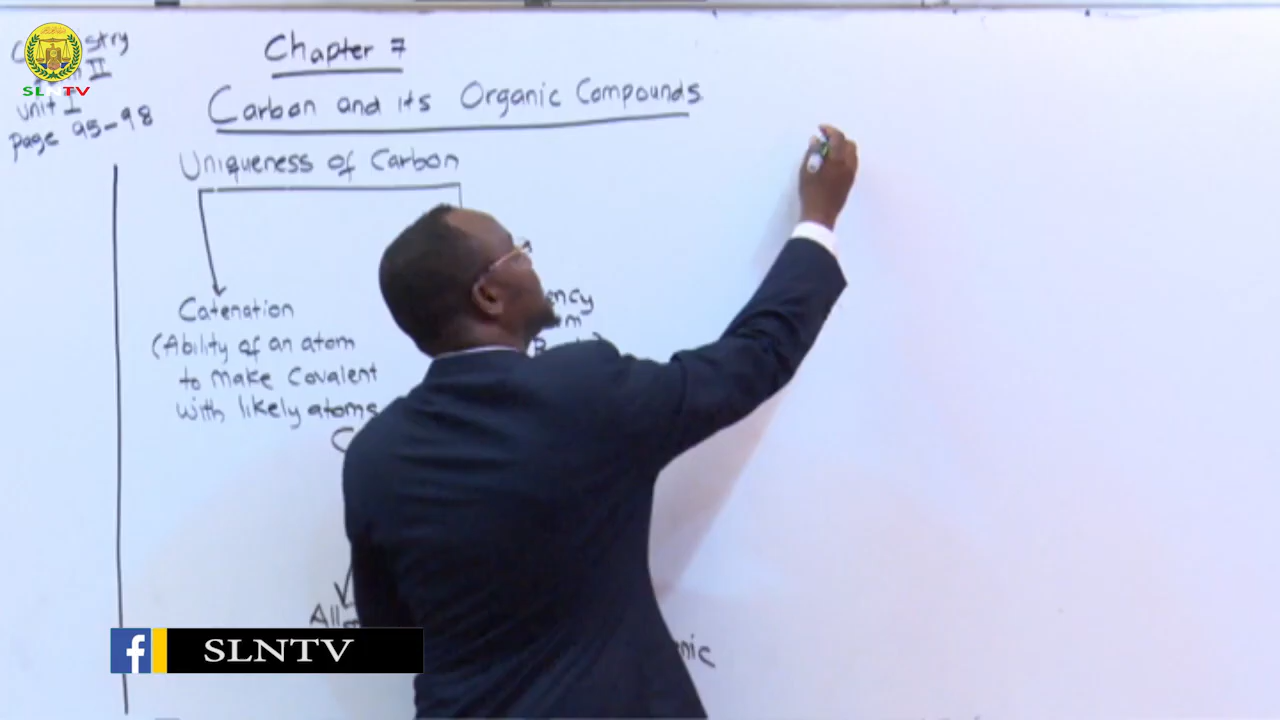 stry
II
unit I
page 95-98
SLNTV
Chapter 7
Carbon and its Organic Compounds.
Uniqueness of Carbon
Catenation
(Ability of an atom
to make Covalent
with likely atoms
SLNTV